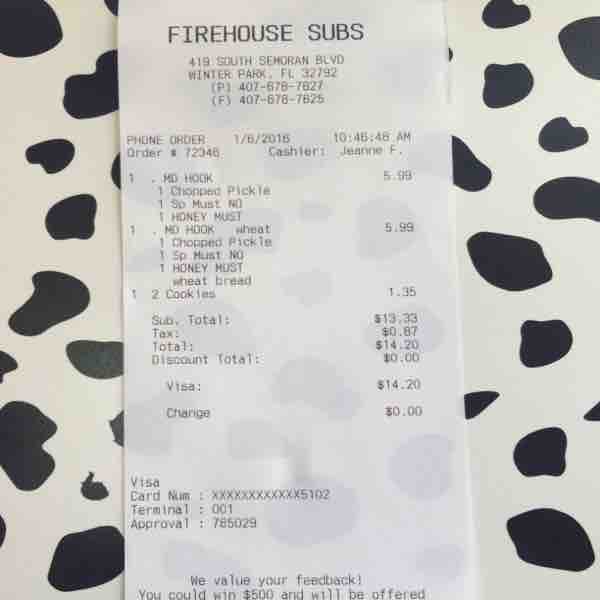 FIREHOUSE SUBS
419 SOUTH SEMORAN BLVD
WINTER PARK, FL 32792
(P) 407-678-7827
(F) 407-678-7625
PHONE ORDER 1/6/2016 10:46:48 AM
Order # 72346 Cashier: Jeanne F.
1 . MD HOOK 5.99
1 Chopped Pickle
1 Sp Must NO
1 HONEY MUST
1 . MD HOOK wheat 5.99
1 Chopped Pickle
1 Sp Must NO
1 HONEY MUST
wheat bread
1 2 Cookies 1.35
Sub. Total: $13.33
Tax: $0.87
Total: $14.20
Discount Total: $0.00
Visa: $14.20
Change $0.00
Visa
Card Num : XXXXXXXXXXXX5102
Terminal : 001
Approval : 785029
We value your feedback!
You could win $500 and will be offered